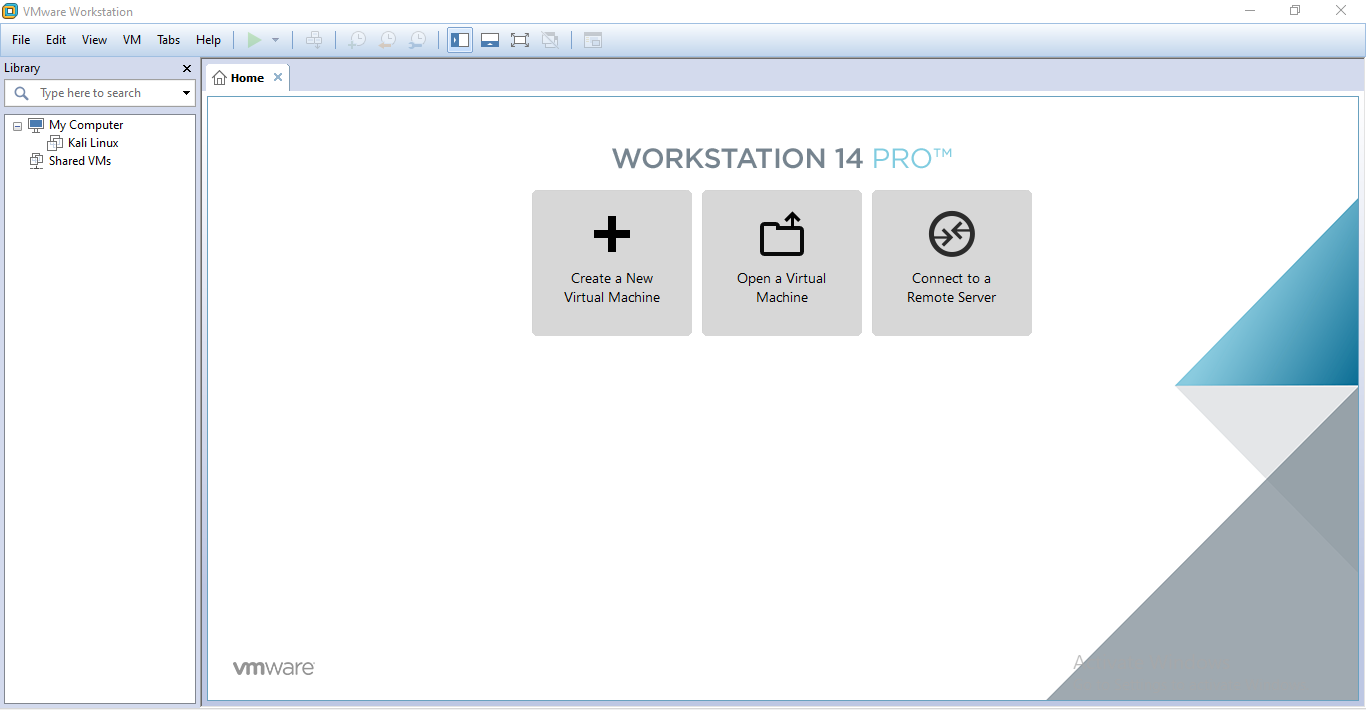 VMware Workstation
File Edit View VM Tabs Help
Library
Type here to search
My Computer
Kali Linux
Shared VMs
Home
WORKSTATION 14 PRO™
Create a New
Virtual Machine
Open a Virtual
Machine
Connect to a
Remote Server
vmware